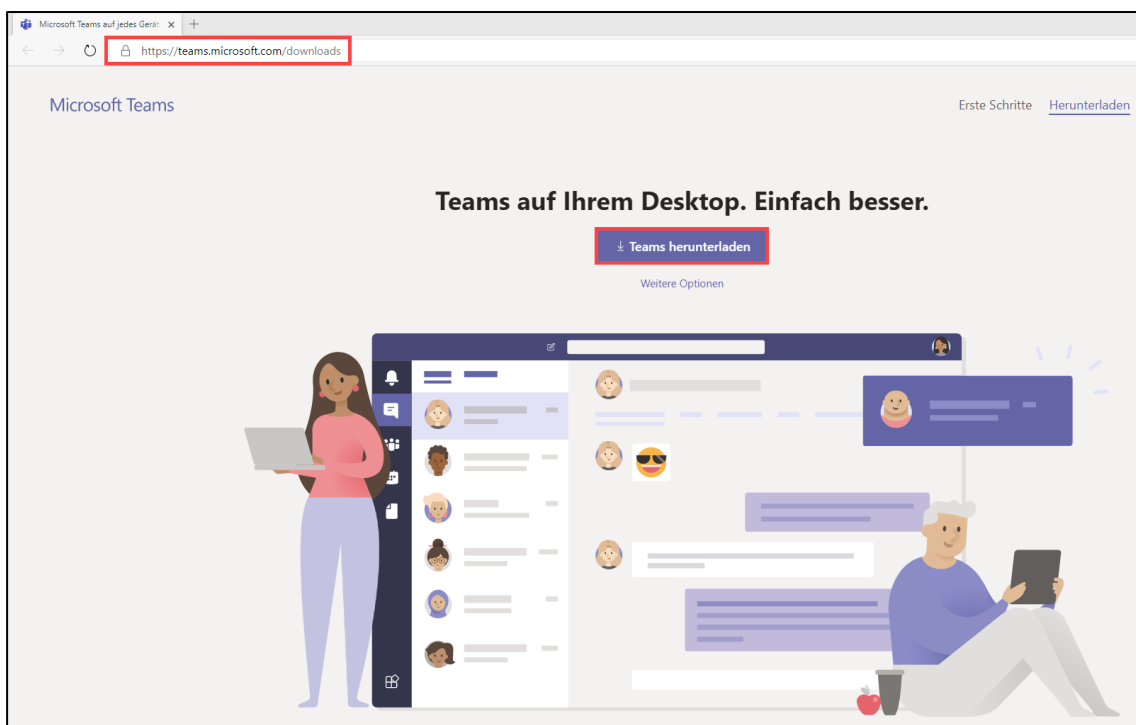 Microsoft Teams auf jedes Gerät
https://teams.microsoft.com/downloads
Microsoft Teams
Erste Schritte Herunterladen
Teams auf Ihrem Desktop. Einfach besser.
Teams herunterladen
Weitere Optionen